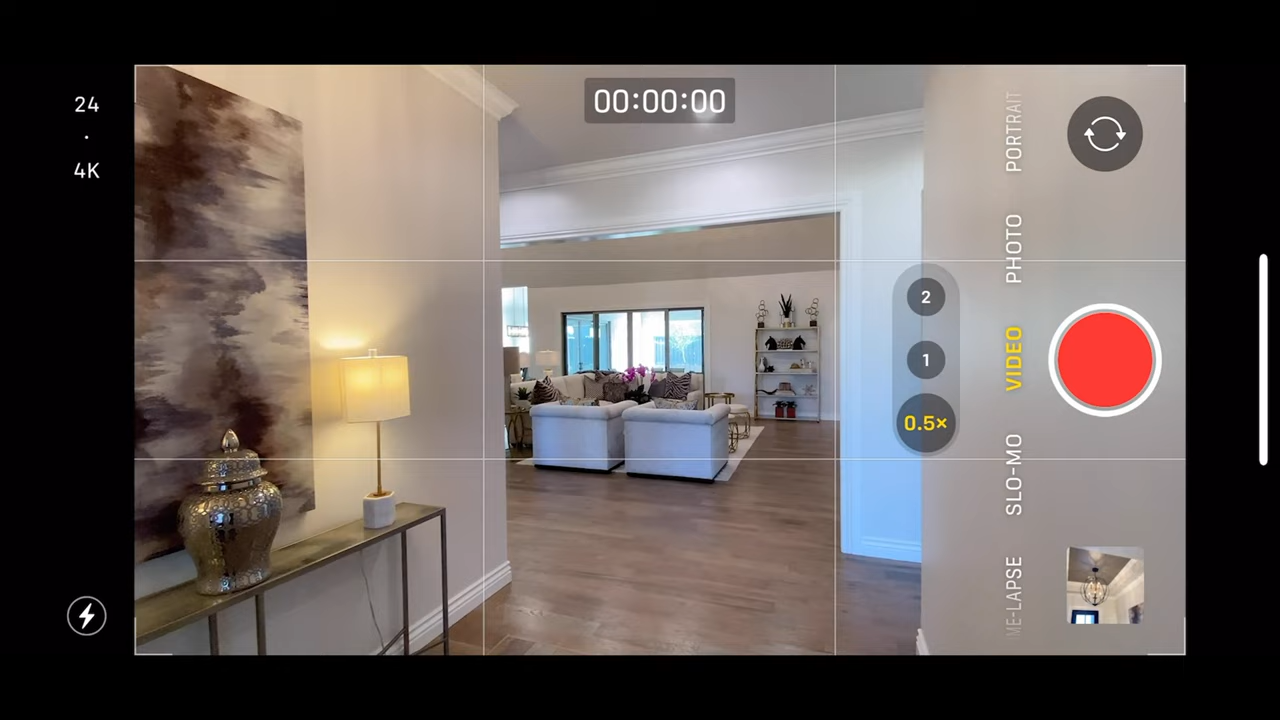 24
·
4K
00:00:00
2
1
0.5×
PORTRAIT
PHOTO
VIDEO
SLO-MO
ME-LAPSE